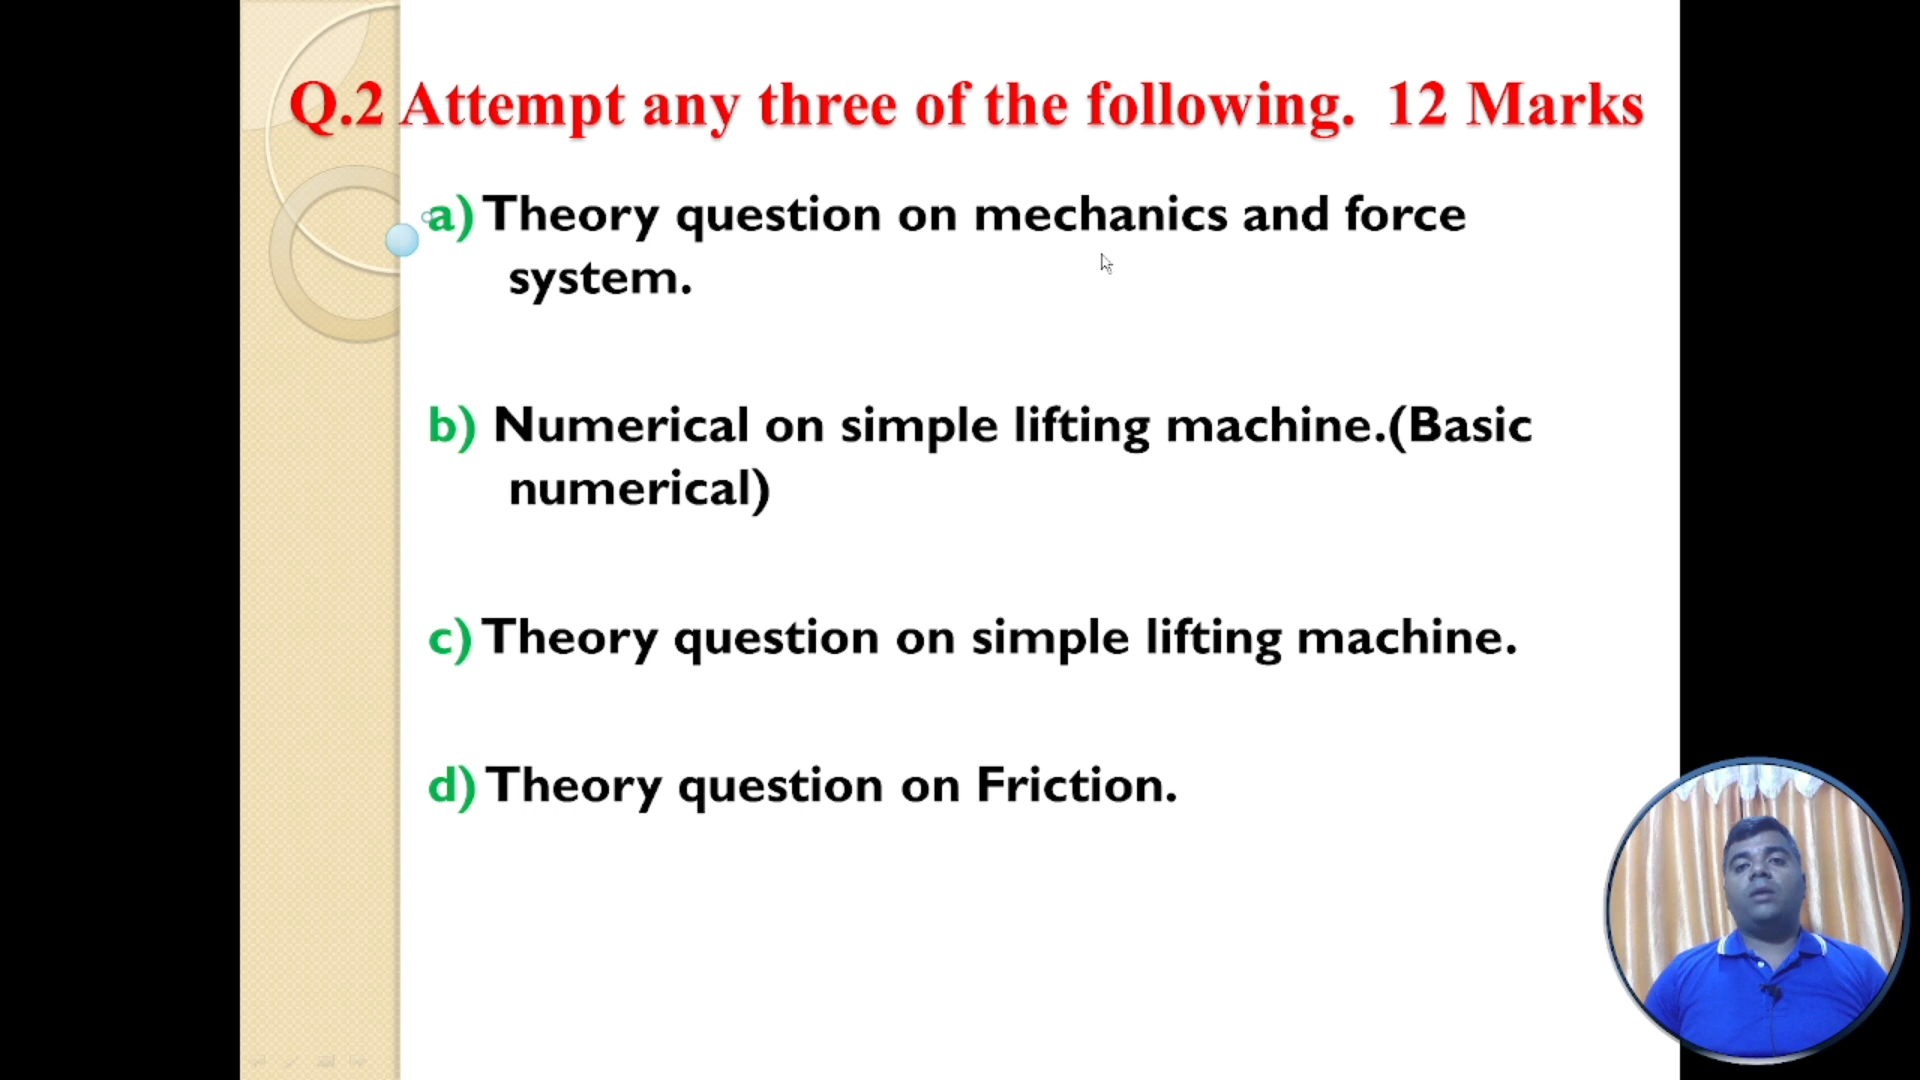 Q.2 Attempt any three of the following. 12 Marks
a) Theory question on mechanics and force
system.
b) Numerical on simple lifting machine.(Basic
numerical)
c) Theory question on simple lifting machine.
d) Theory question on Friction.